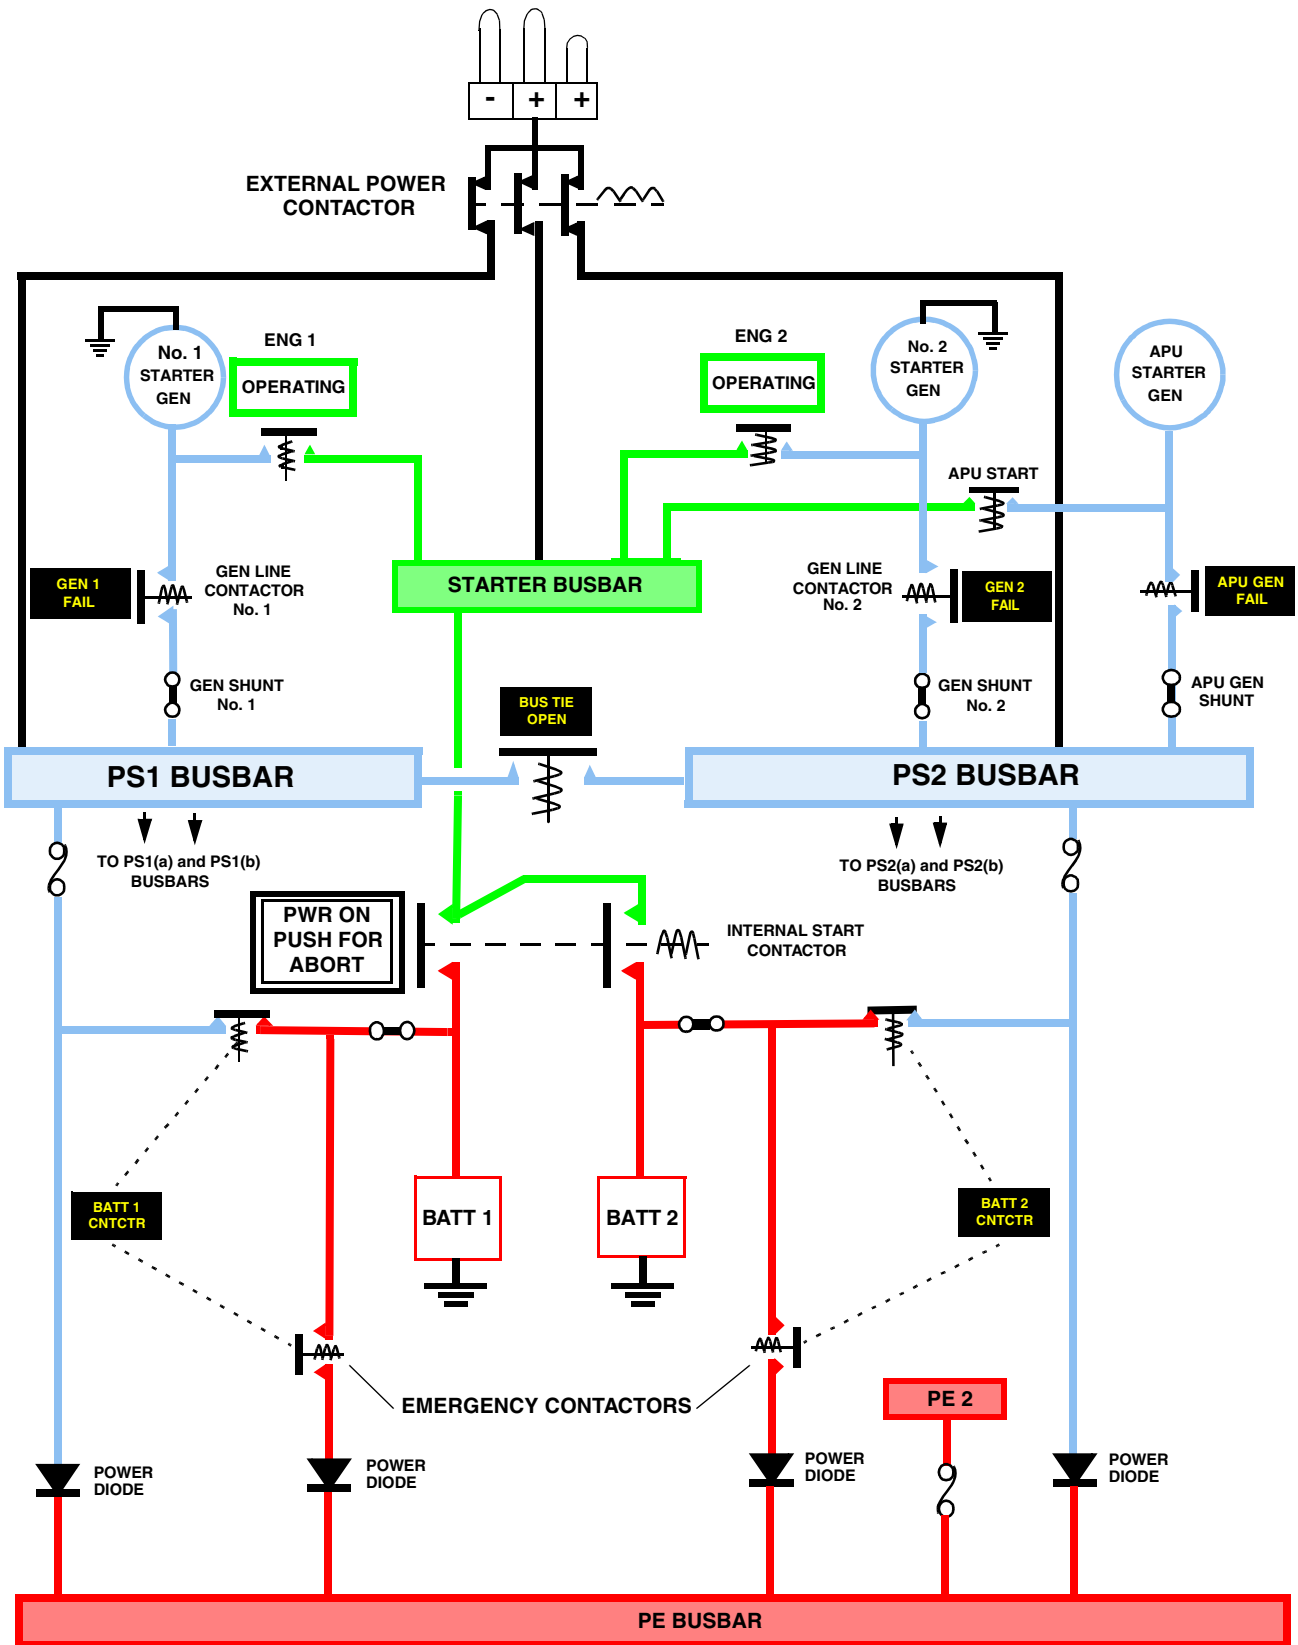 - + +
EXTERNAL POWER
CONTACTOR
No. 1
STARTER
GEN
ENG 1
OPERATING
ENG 2
OPERATING
No. 2
STARTER
GEN
APU
STARTER
GEN
APU START
GEN 1
FAIL
GEN LINE
CONTACTOR
No. 1
STARTER BUSBAR
GEN LINE
CONTACTOR
No. 2
GEN 2
FAIL
APU GEN
FAIL
GEN SHUNT
No. 1
BUS TIE
OPEN
GEN SHUNT
No. 2
APU GEN
SHUNT
PS1 BUSBAR
PS2 BUSBAR
TO PS1(a) and PS1(b)
BUSBARS
TO PS2(a) and PS2(b)
BUSBARS
PWR ON
PUSH FOR
ABORT
INTERNAL START
CONTACTOR
BATT 1
CNTCTR
BATT 1
BATT 2
BATT 2
CNTCTR
EMERGENCY CONTACTORS
PE 2
POWER
DIODE
POWER
DIODE
POWER
DIODE
POWER
DIODE
PE BUSBAR